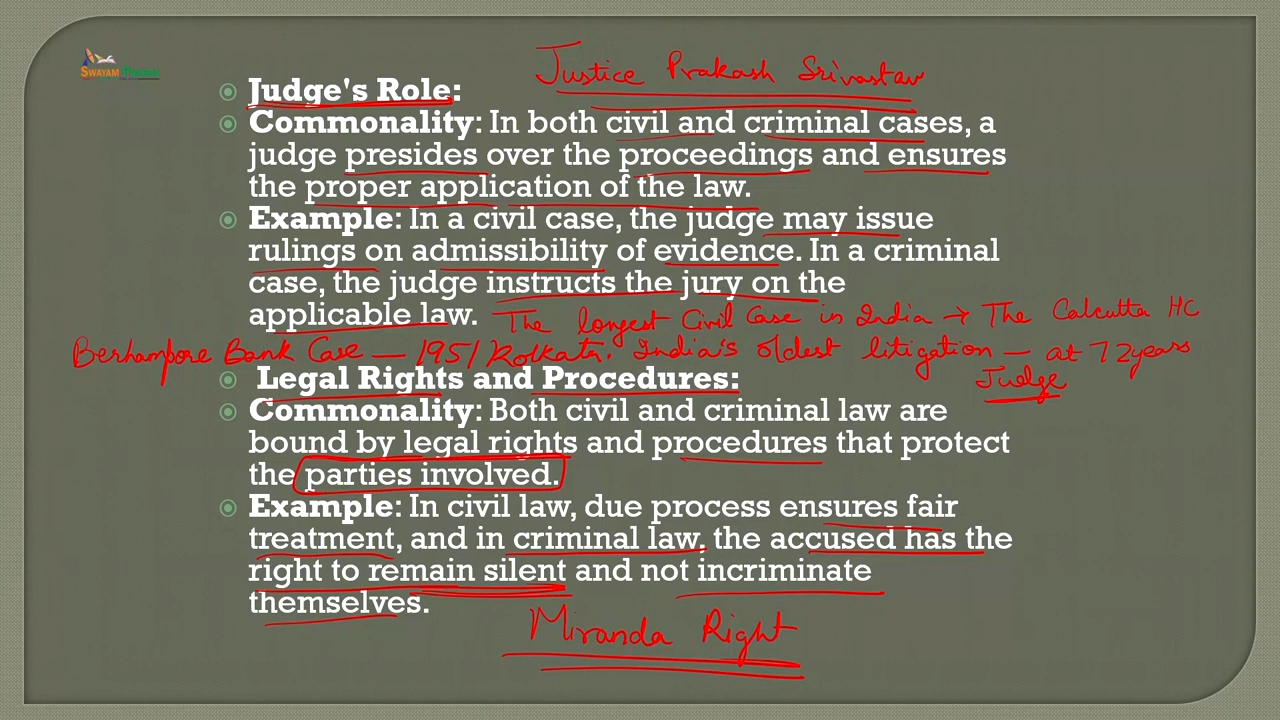 SWAYAM Prabha
Justice Prakash Srivastav
Judge's Role:
Commonality: In both civil and criminal cases, a
judge presides over the proceedings and ensures
the proper application of the law.
Example: In a civil case, the judge may issue
rulings on admissibility of evidence. In a criminal
case, the judge instructs the jury on the
applicable law.
The longest Civil Case in India → The Calcutta HC
Berhampore Bank Case — 1951/Kolkata. India's oldest litigation — at 72years
Judge
Legal Rights and Procedures:
Commonality: Both civil and criminal law are
bound by legal rights and procedures that protect
the parties involved.
Example: In civil law, due process ensures fair
treatment, and in criminal law, the accused has the
right to remain silent and not incriminate
themselves.
Miranda Right